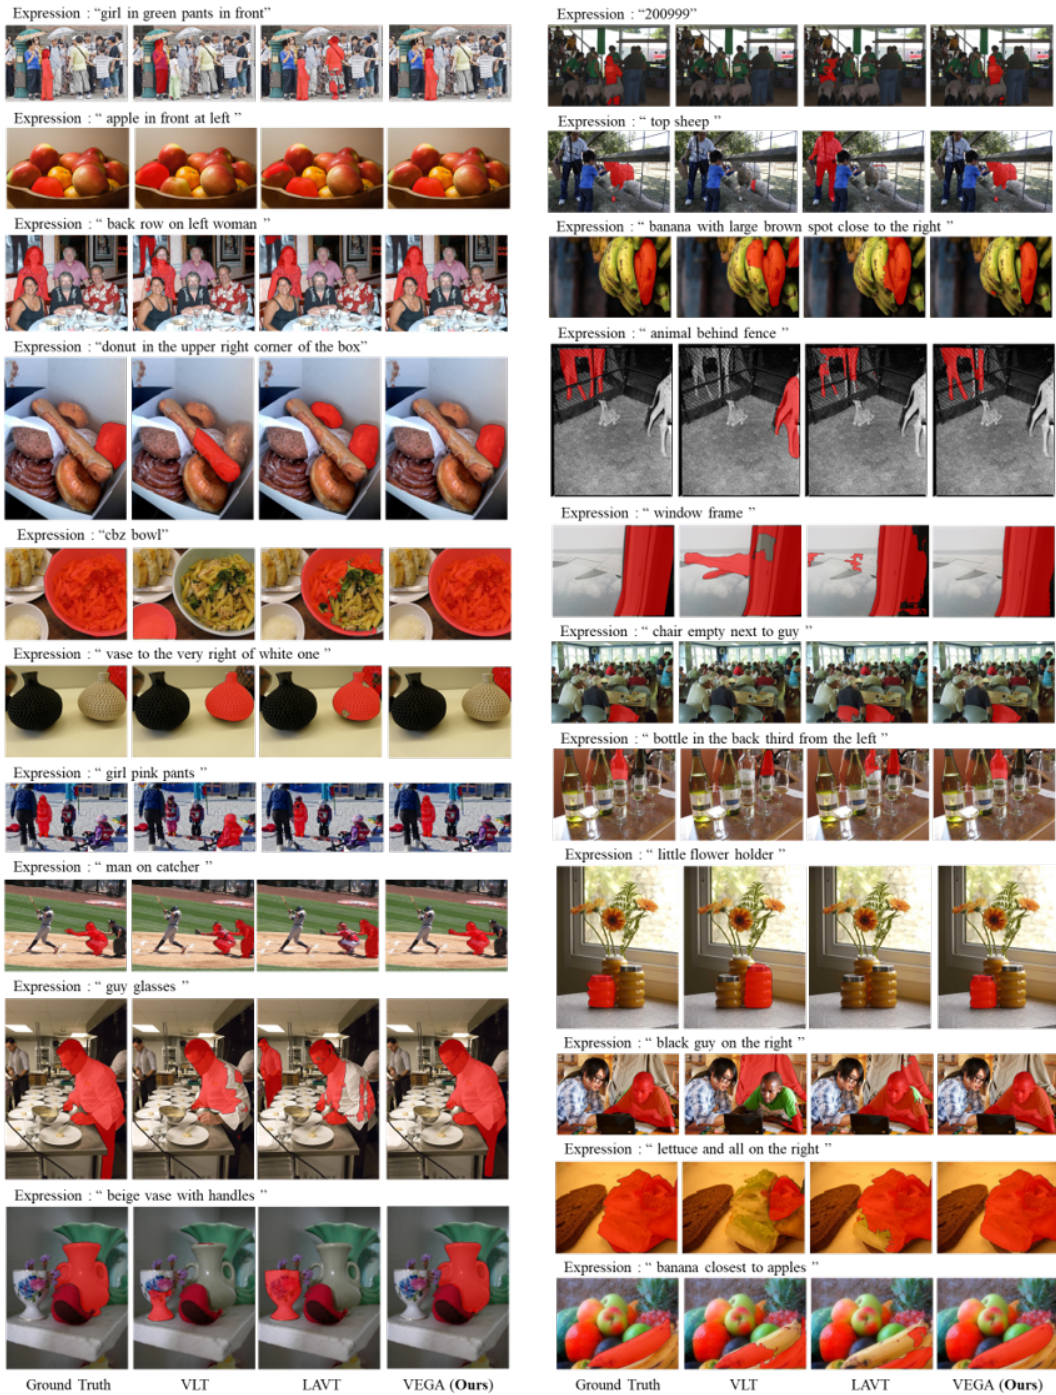 Expression : “girl in green pants in front”
Expression : “ apple in front at left ”
Expression : “ back row on left woman ”
Expression : “donut in the upper right corner of the box”
Expression : “cbz bowl”
Expression : “ vase to the very right of white one ”
Expression : “ girl pink pants ”
Expression : “ man on catcher ”
Expression : “ guy glasses ”
Expression : “ beige vase with handles ”
Ground Truth VLT LAVT VEGA (Ours)
Expression : “200999”
Expression : “ top sheep ”
Expression : “ banana with large brown spot close to the right ”
Expression : “ animal behind fence ”
Expression : “ window frame ”
Expression : “ chair empty next to guy ”
Expression : “ bottle in the back third from the left ”
Expression : “ little flower holder ”
Expression : “ black guy on the right ”
Expression : “ lettuce and all on the right ”
Expression : “ banana closest to apples ”
Ground Truth VLT LAVT VEGA (Ours)